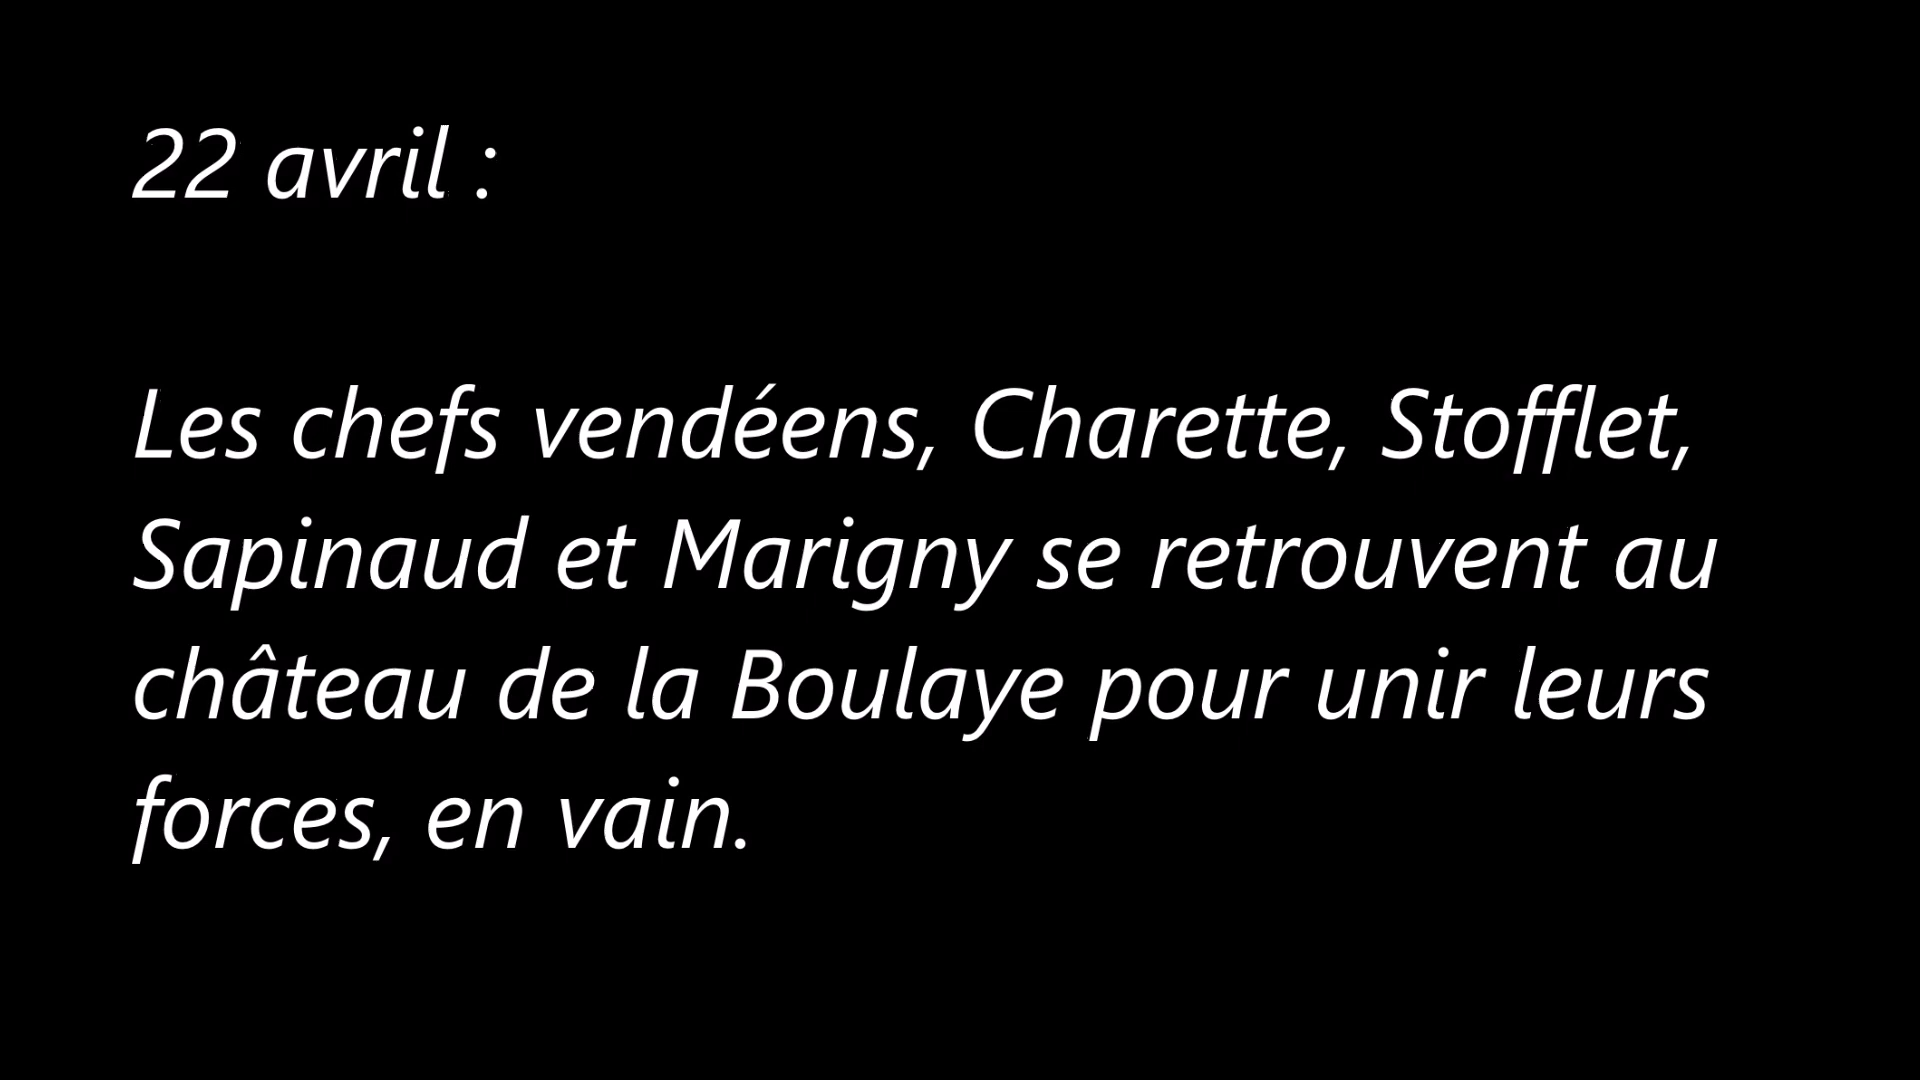 22 avril :
Les chefs vendéens, Charette, Stofflet,
Sapinaud et Marigny se retrouvent au
château de la Boulaye pour unir leurs
forces, en vain.